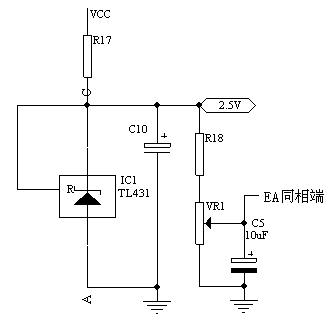 VCC
R17
C
2.5V
C10
+
R18
IC1
R
TL431
EA同相端
VR1
C5
10uF
+
A